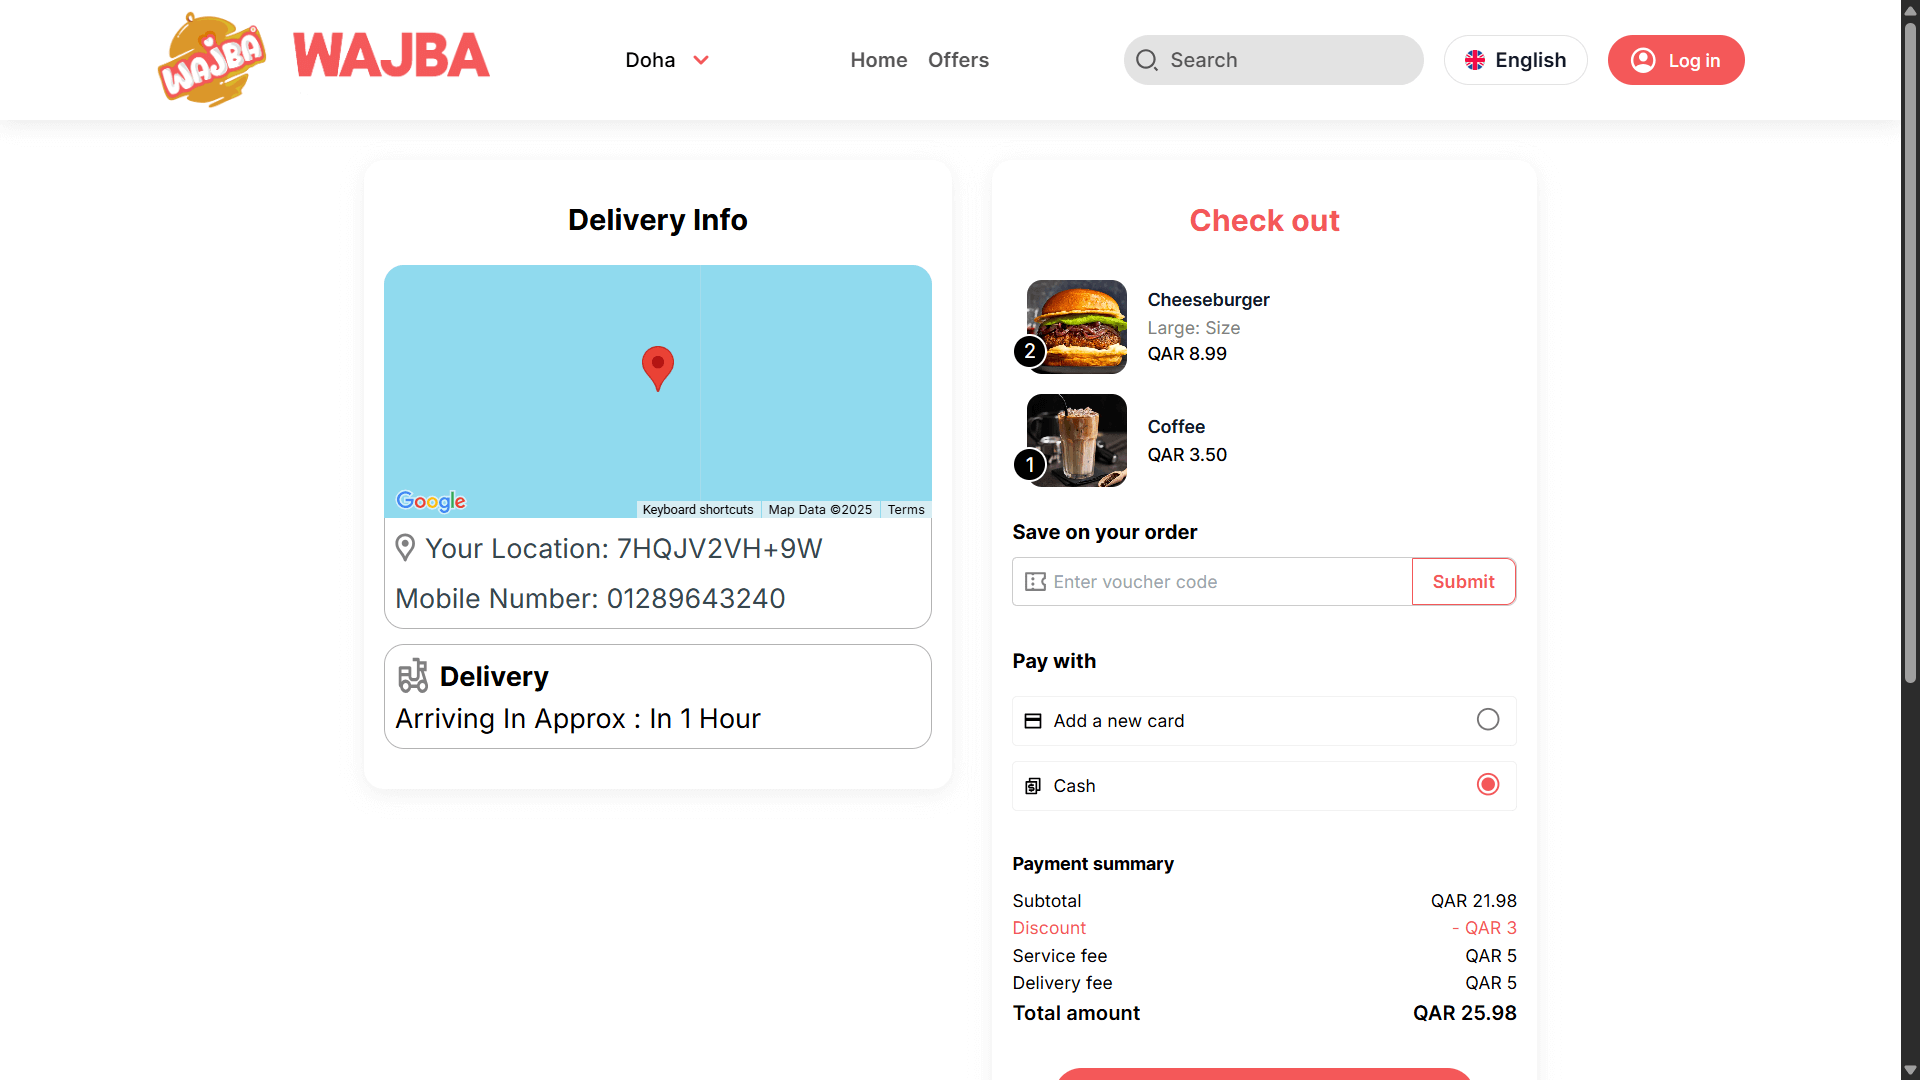 WAJBA
WAJBA
Doha
Home
Offers
Search
English
Log in
Delivery Info
Google
Keyboard shortcuts
Map Data ©2025
Terms
Your Location: 7HQJV2VH+9W
Mobile Number: 01289643240
Delivery
Arriving In Approx : In 1 Hour
Check out
Cheeseburger
Large: Size
2
QAR 8.99
Coffee
QAR 3.50
1
Save on your order
Enter voucher code
Submit
Pay with
Add a new card
Cash
Payment summary
Subtotal QAR 21.98
Discount - QAR 3
Service fee QAR 5
Delivery fee QAR 5
Total amount QAR 25.98